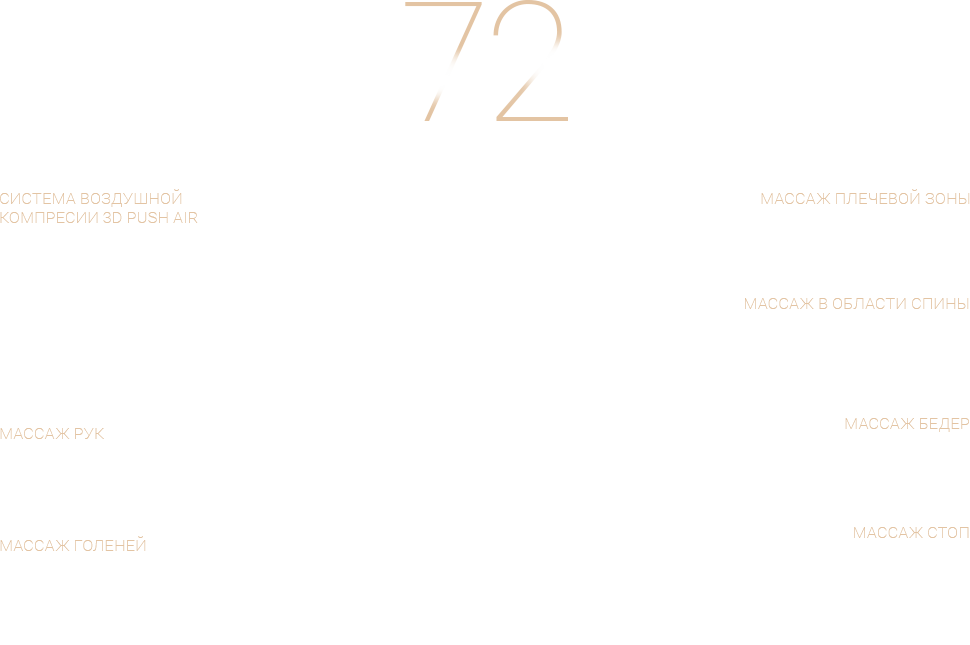 72
СИСТЕМА ВОЗДУШНОЙ
КОМПРЕСИИ 3D PUSH AIR
МАССАЖ ПЛЕЧЕВОЙ ЗОНЫ
МАССАЖ В ОБЛАСТИ СПИНЫ
МАССАЖ БЕДЕР
МАССАЖ РУК
МАССАЖ СТОП
МАССАЖ ГОЛЕНЕЙ